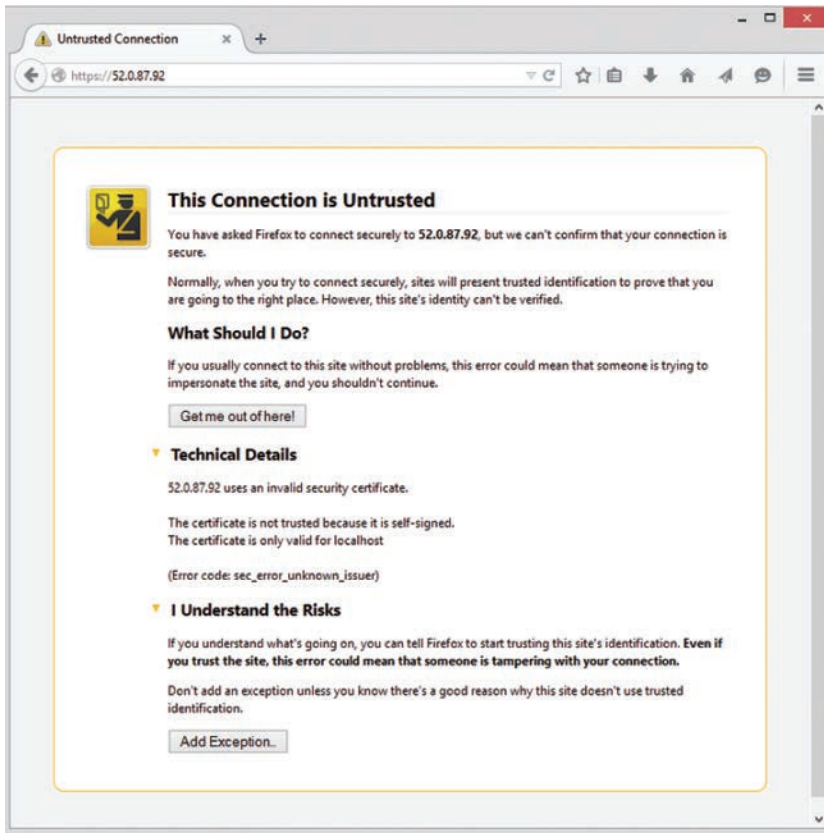 Untrusted Connection
https://52.0.87.92
This Connection is Untrusted
You have asked Firefox to connect securely to 52.0.87.92, but we can't confirm that your connection is
secure.
Normally, when you try to connect securely, sites will present trusted identification to prove that you
are going to the right place. However, this site's identity can't be verified.
What Should I Do?
If you usually connect to this site without problems, this error could mean that someone is trying to
impersonate the site, and you shouldn't continue.
Get me out of here!
Technical Details
52.0.87.92 uses an invalid security certificate.
The certificate is not trusted because it is self-signed.
The certificate is only valid for localhost
(Error code: sec_error_unknown_issuer)
I Understand the Risks
If you understand what's going on, you can tell Firefox to start trusting this site's identification. Even if
you trust the site, this error could mean that someone is tampering with your connection.
Don't add an exception unless you know there's a good reason why this site doesn't use trusted
identification.
Add Exception..